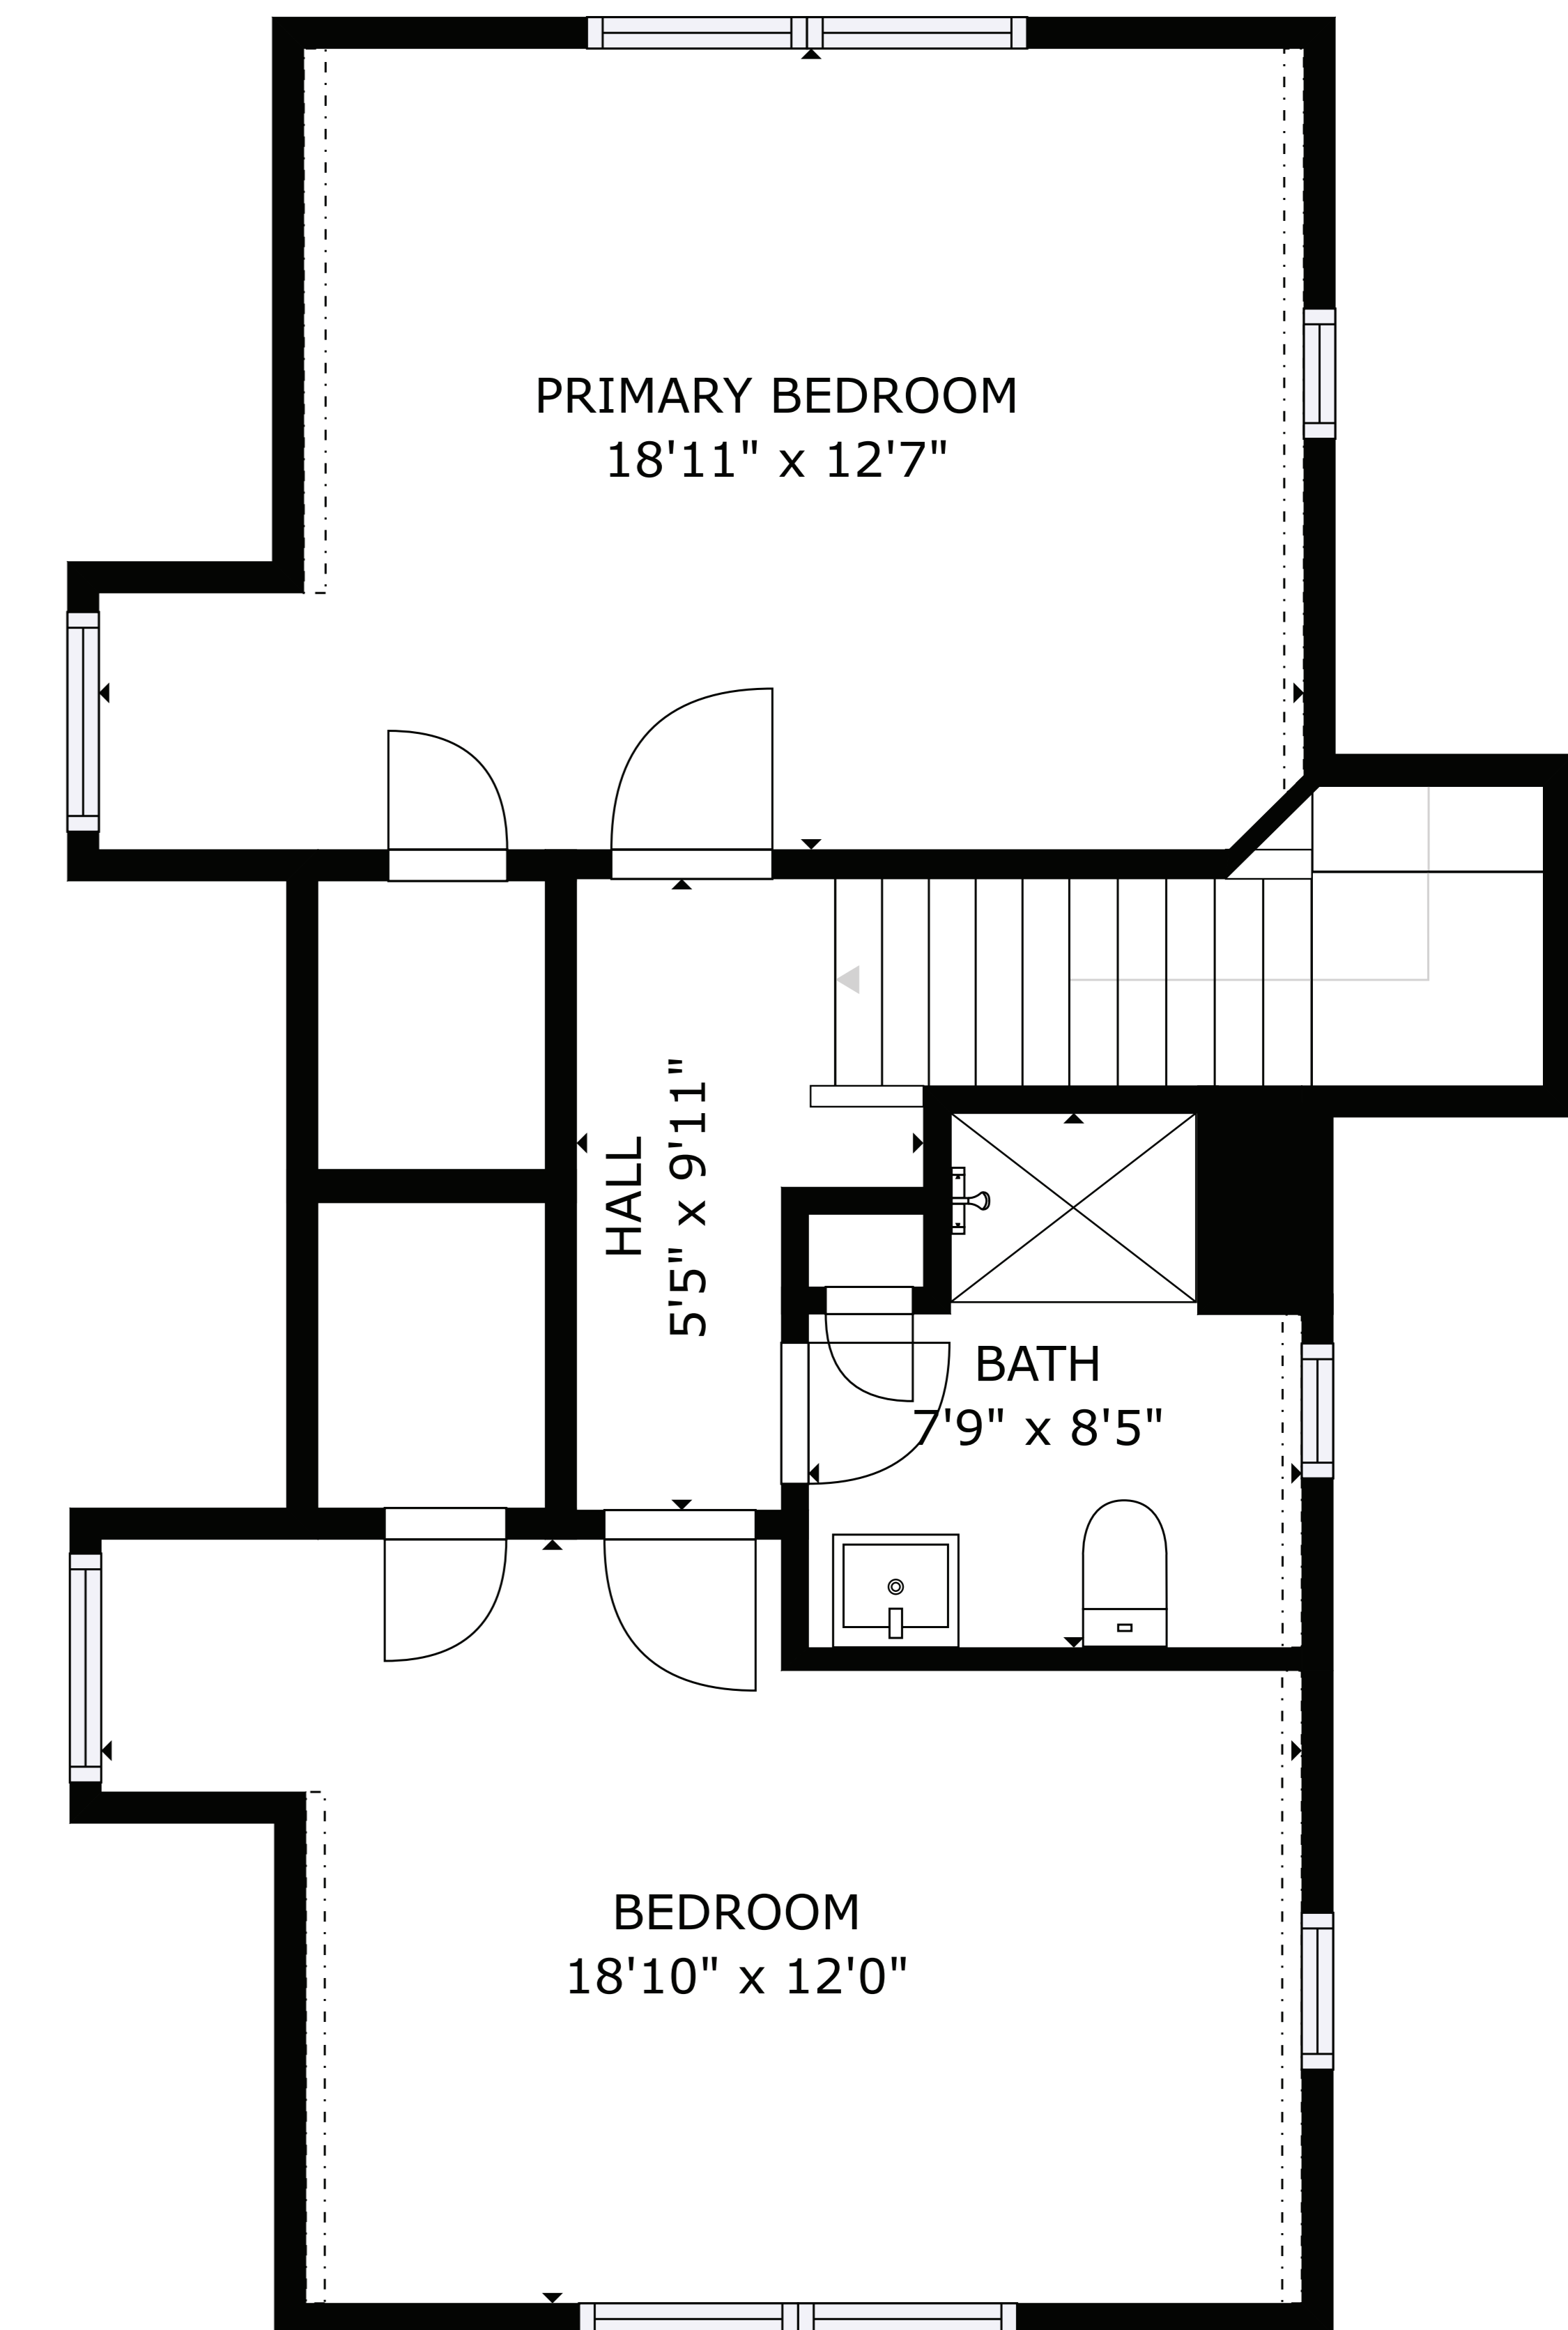 PRIMARY BEDROOM
18'11" x 12'7"
HALL
5'5" x 9'11"
BATH
7'9" x 8'5"
BEDROOM
18'10" x 12'0"